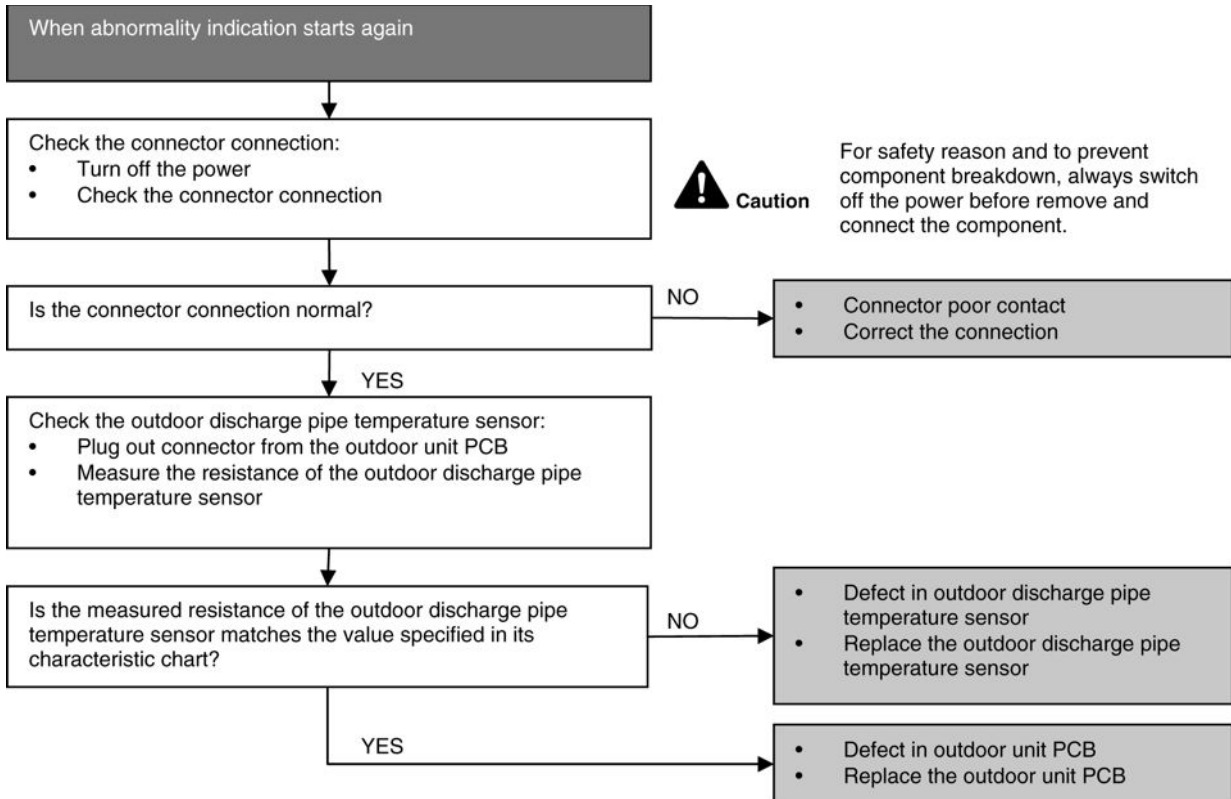 When abnormality indication starts again
Check the connector connection:
• Turn off the power
• Check the connector connection
Caution
For safety reason and to prevent
component breakdown, always switch
off the power before remove and
connect the component.
Is the connector connection normal?
NO
• Connector poor contact
• Correct the connection
YES
Check the outdoor discharge pipe temperature sensor:
• Plug out connector from the outdoor unit PCB
• Measure the resistance of the outdoor discharge pipe
temperature sensor
Is the measured resistance of the outdoor discharge pipe
temperature sensor matches the value specified in its
characteristic chart?
NO
• Defect in outdoor discharge pipe
temperature sensor
• Replace the outdoor discharge pipe
temperature sensor
YES
• Defect in outdoor unit PCB
• Replace the outdoor unit PCB